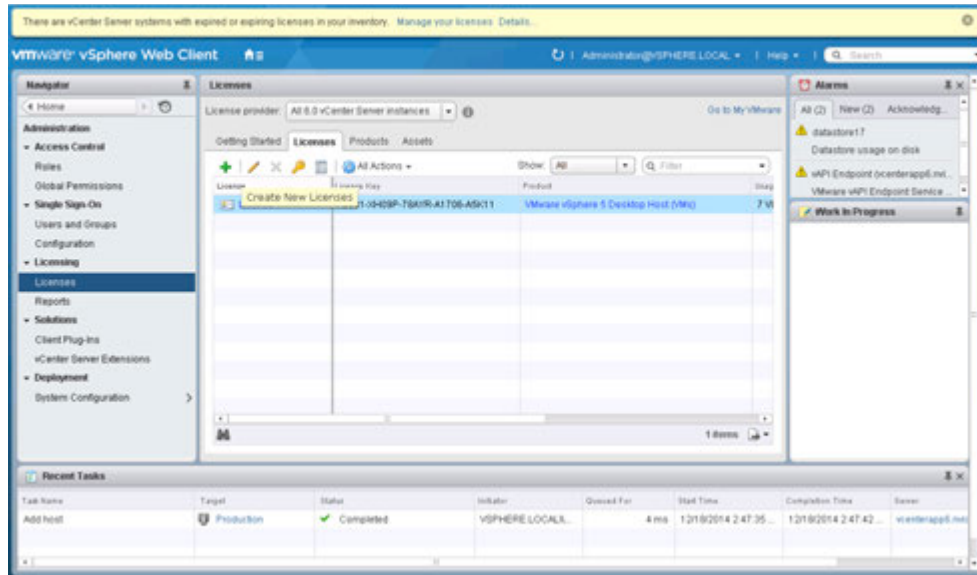 There are vCenter Server systems with expired or expiring licenses in your inventory. Manage your licenses Details...
vmware vSphere Web Client
Administrator@VSPHERE.LOCAL
Help
Search
Navigator
Home
Administration
Access Control
Roles
Global Permissions
Single Sign-On
Users and Groups
Configuration
Licensing
Licenses
Reports
Solutions
Client Plug-Ins
vCenter Server Extensions
Deployment
System Configuration
Licenses
License provider: All 6.0 vCenter Server instances
Go to My VMware
Getting Started Licenses Products Assets
All Actions
Show: All
Filter
License
License Key
Product
Usag
Create New Licenses
VMware vSphere 5 Desktop Host (VMs)
1 items
Alarms
All (2) New (2) Acknowledg...
datastore17
Datastore usage on disk
VMware vAPI Endpoint Service ...
Work In Progress
Recent Tasks
Task Name Target Status Initiator Queued For Start Time Completion Time Server
Add host Production Completed VSPHERE.LOCAL\... 4 ms 12/18/2014 2:47:35 ... 12/18/2014 2:47:42 ...